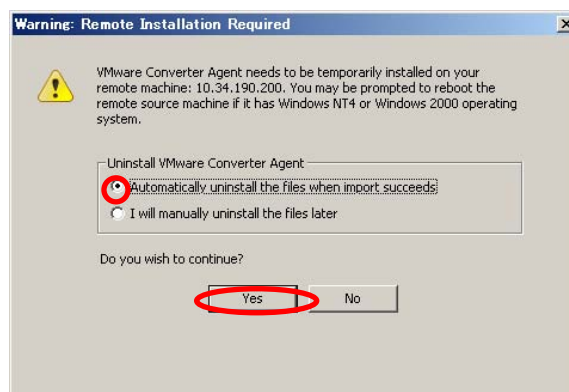 Warning: Remote Installation Required
VMware Converter Agent needs to be temporarily installed on your
remote machine: 10.34.190.200. You may be prompted to reboot the
remote source machine if it has Windows NT4 or Windows 2000 operating
system.
Uninstall VMware Converter Agent
Automatically uninstall the files when import succeeds
I will manually uninstall the files later
Do you wish to continue?
Yes
No